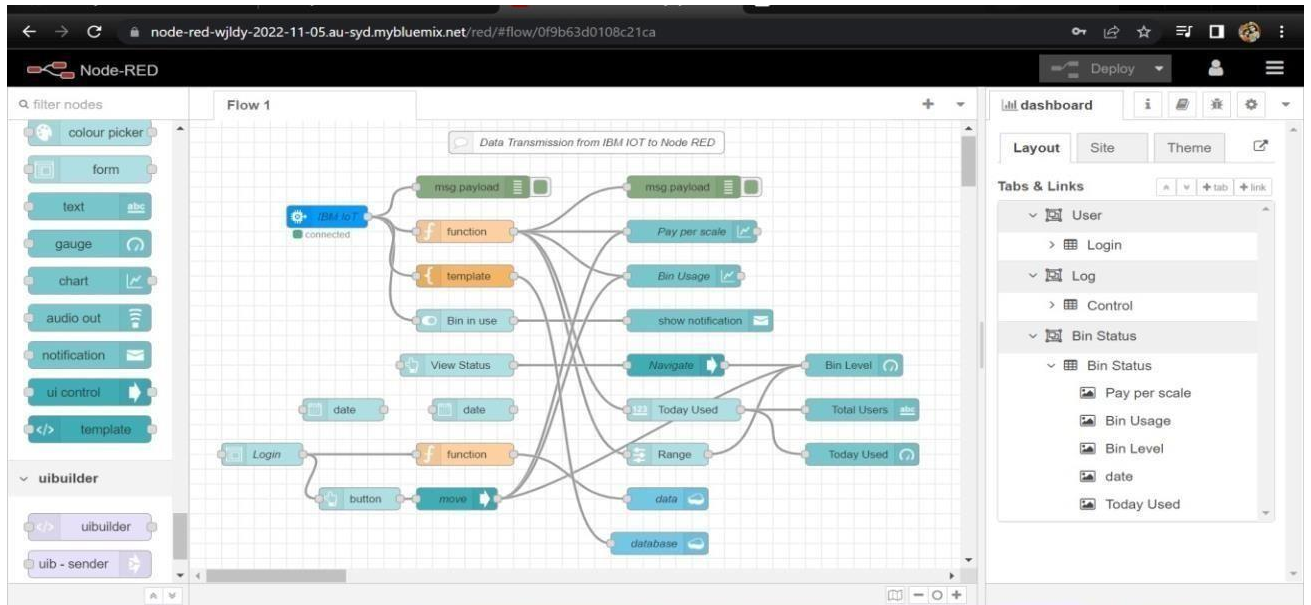 node-red-wjldy-2022-11-05.au-syd.mybluemix.net/red/#flow/0f9b63d0108c21ca
Node-RED
Deploy
filter nodes
colour picker
form
text
abc
gauge
chart
audio out
notification
ui control
template
uibuilder
uibuilder
uib - sender
Flow 1
Data Transmission from IBM IOT to Node RED
msg.payload
msg.payload
IBM IoT
connected
function
Pay per scale
template
Bin Usage
Bin in use
show notification
View Status
Navigate
Bin Level
date
date
Today Used
Total Users
abc
Login
function
Range
Today Used
button
move
data
database
dashboard
Layout
Site
Theme
Tabs & Links
+ tab
+ link
User
Login
Log
Control
Bin Status
Bin Status
Pay per scale
Bin Usage
Bin Level
date
Today Used